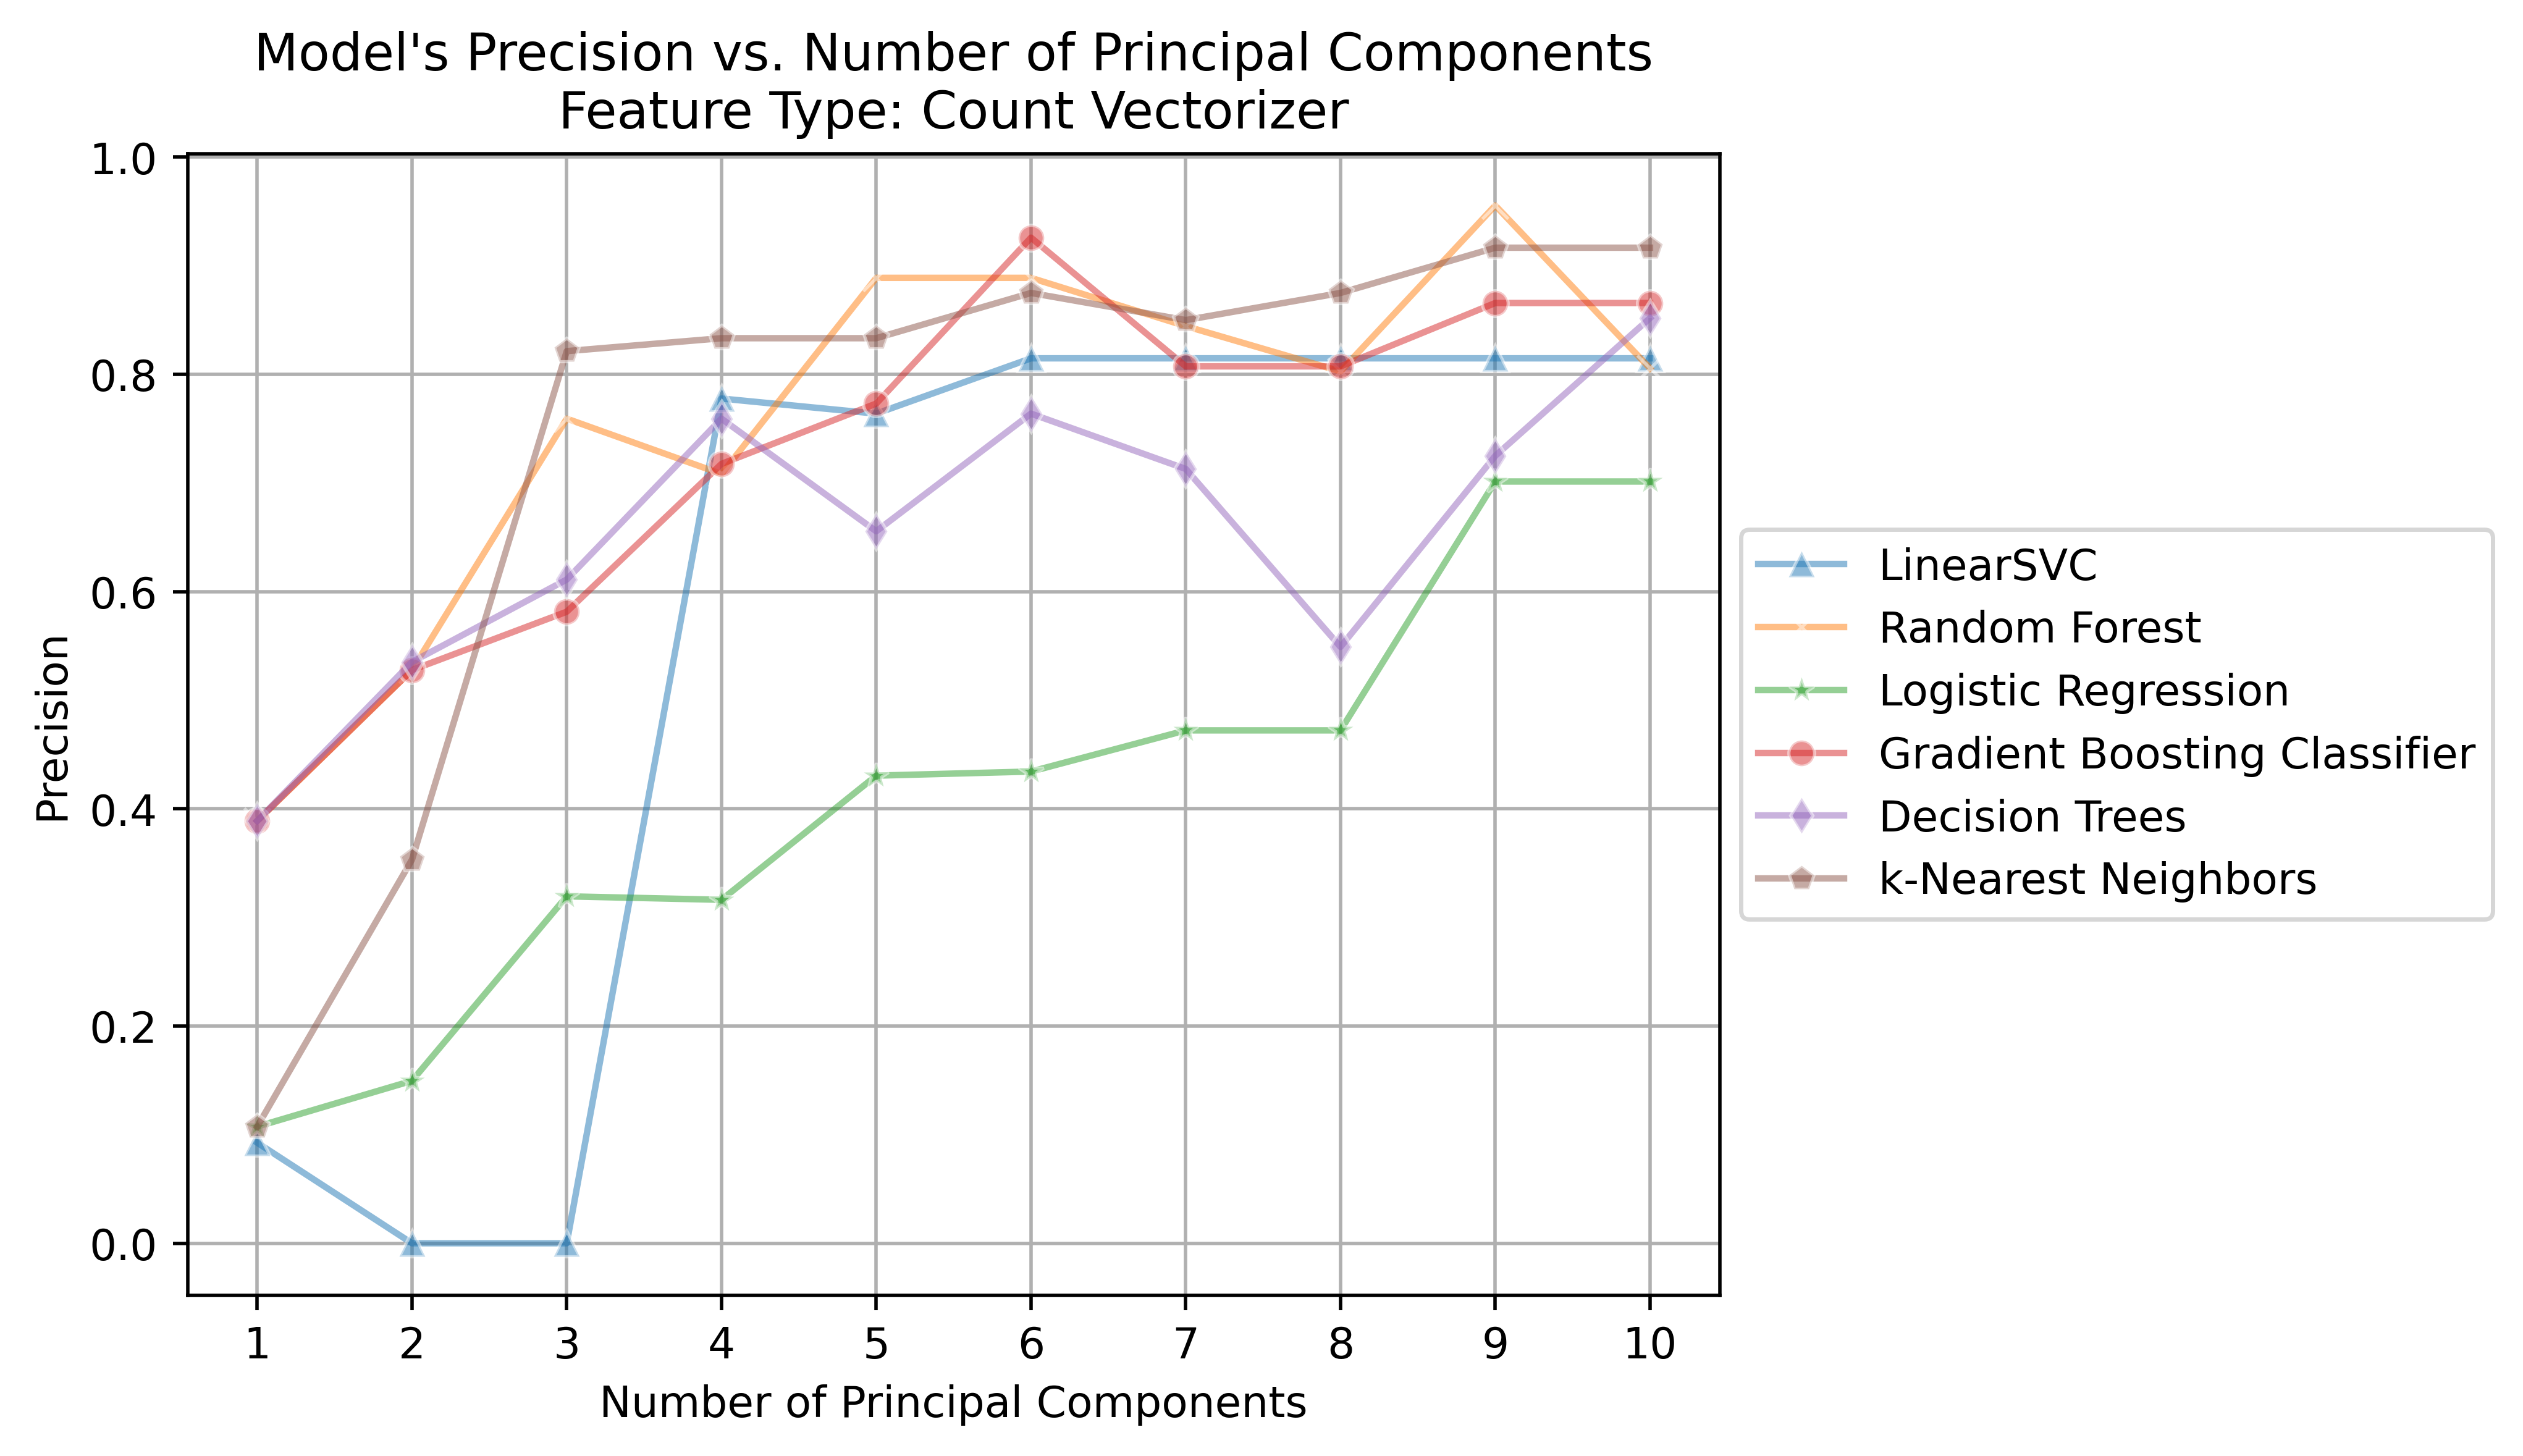 Model's Precision vs. Number of Principal Components
Feature Type: Count Vectorizer
1.0
0.8
0.6
0.4
0.2
0.0
Precision
1 2 3 4 5 6 7 8 9 10
Number of Principal Components
LinearSVC
Random Forest
Logistic Regression
Gradient Boosting Classifier
Decision Trees
k-Nearest Neighbors